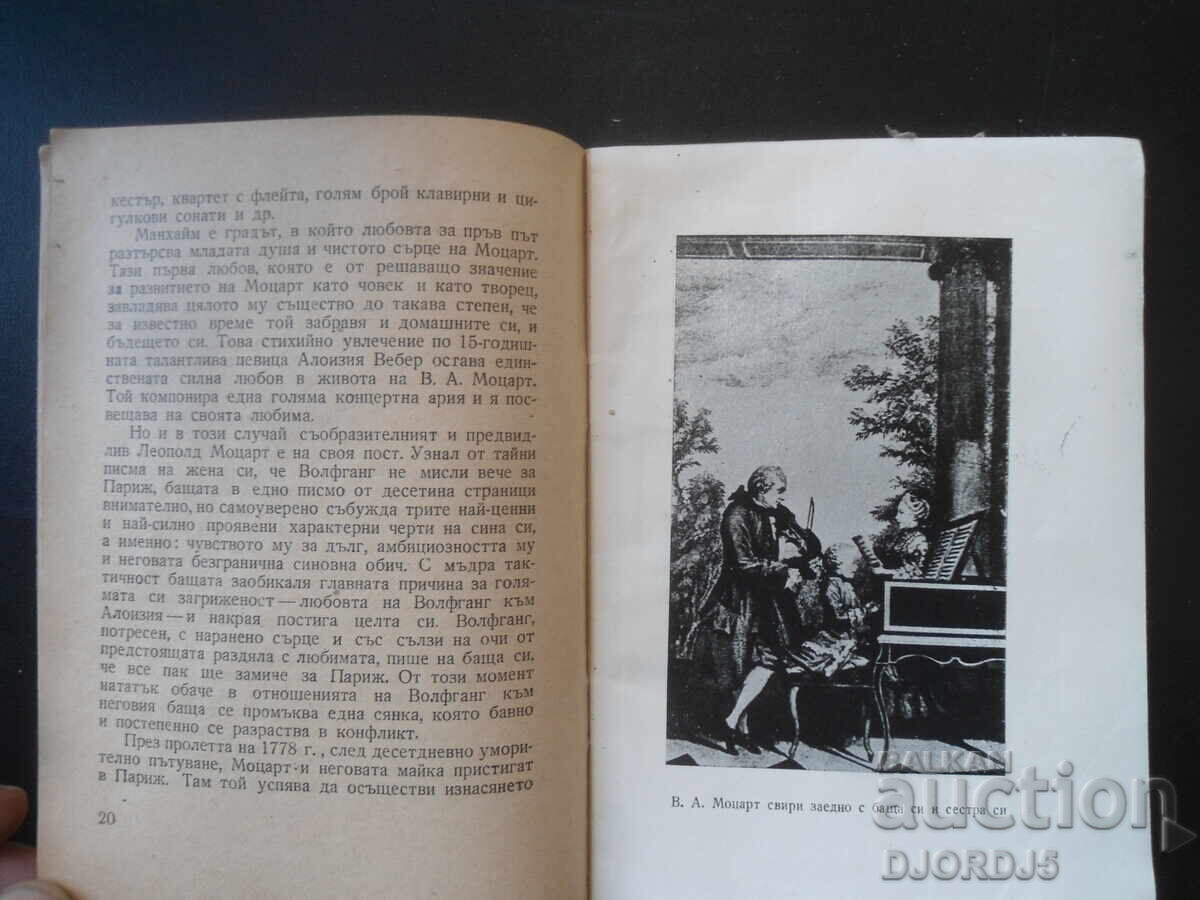 кестър, квартет с флейта, голям брой клавирни и ци-
гулкови сонати и др.
Манхайм е градът, в който любовта за пръв път
разтърсва младата душа и чистото сърце на Моцарт.
Тази първа любов, която е от решаващо значение
за развитието на Моцарт като човек и като творец,
завладява цялото му същество до такава степен, че
за известно време той забравя и домашните си, и
бъдещето си. Това стихийно увлечение по 15-годиш-
ната талантлива певица Алоизия Вебер остава един-
ствената силна любов в живота на В. А. Моцарт.
Той компонира една голяма концертна ария и я пос-
вещава на своята любима.
Но и в този случай съобразителният и предвид-
лив Леополд Моцарт е на своя пост. Узнал от тайни
писма на жена си, че Волфганг не мисли вече за
Париж, бащата в едно писмо от десетина страници
внимателно, но самоуверено събужда трите най-ценни
и най-силно проявени характерни черти на сина си,
а именно: чувството му за дълг, амбициозността му
и неговата безгранична синовна обич. С мъдра так-
тичност бащата заобикаля главната причина за голя-
мата си загриженост — любовта на Волфганг към
Алоизия — и накрая постига целта си. Волфганг,
потресен, с наранено сърце и със сълзи на очи от
предстоящата раздяла с любимата, пише на баща си,
че все пак ще замиче за Париж. От този момент
нататък обаче в отношенията на Волфганг към
неговия баща се промъква една сянка, която бавно
и постепенно се разраства в конфликт.
През пролетта на 1778 г., след десетдневно умори-
телно пътуване, Моцарт и неговата майка пристигат
в Париж. Там той успява да осъществи изнасянето
20
В. А. Моцарт свири заедно с баща си и сестра си
BALKAN
auction
DJORDJ5